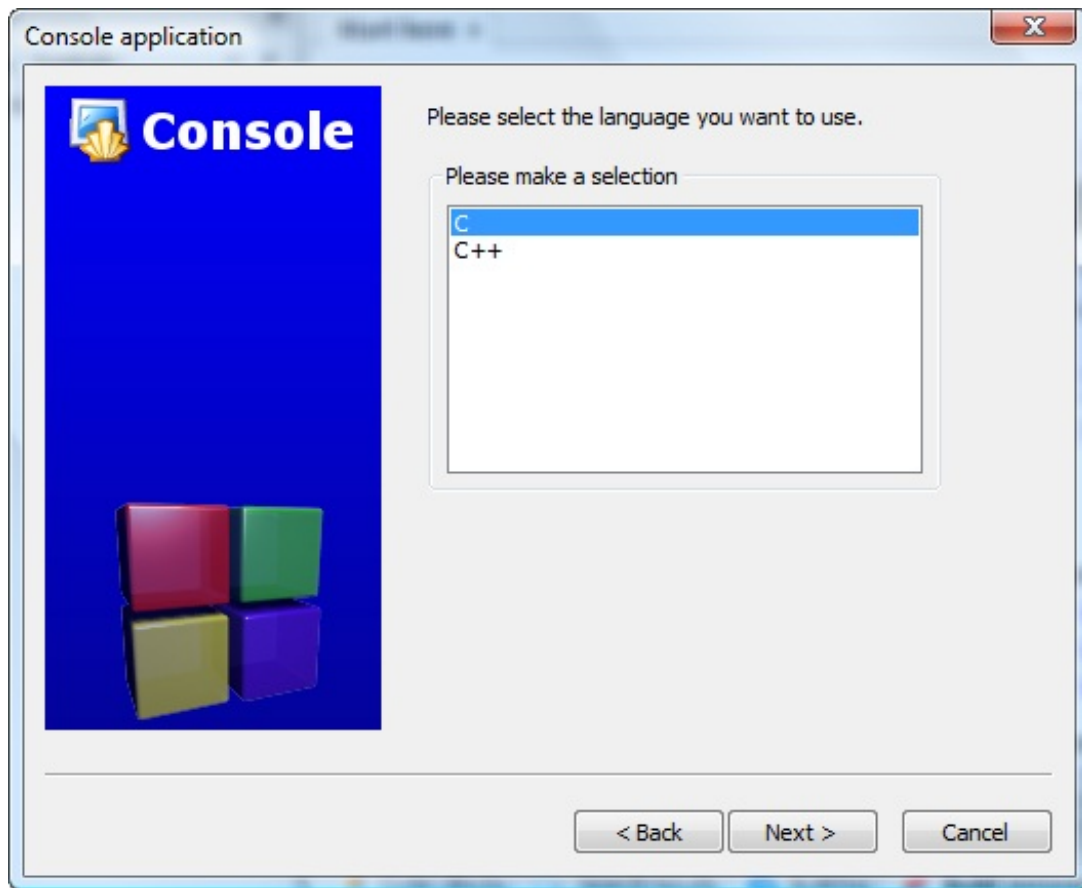 Console application
Console
Please select the language you want to use.
Please make a selection
C
C++
< Back
Next >
Cancel